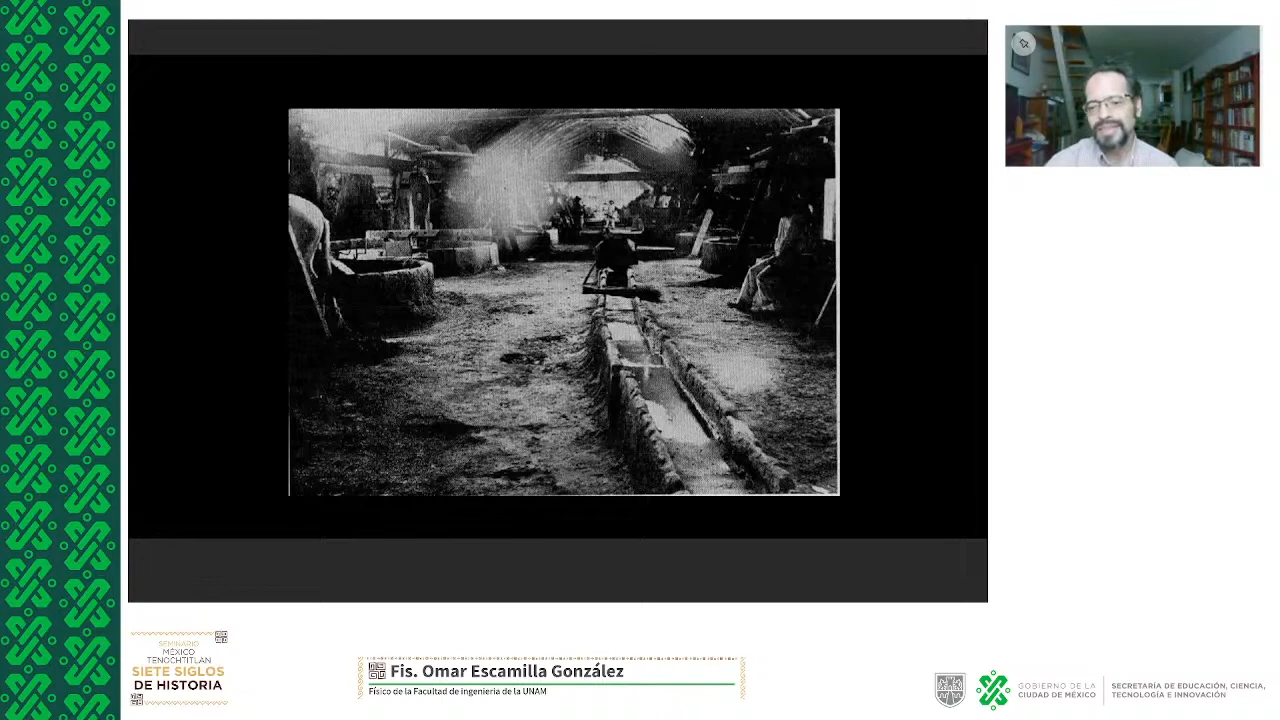 SEMINARIO
MÉXICO
TENOCHTITLAN
SIETE SIGLOS
DE HISTORIA
Fis. Omar Escamilla González
Físico de la Facultad de ingeniería de la UNAM
GOBIERNO DE LA
CIUDAD DE MÉXICO
SECRETARÍA DE EDUCACIÓN, CIENCIA,
TECNOLOGÍA E INNOVACIÓN